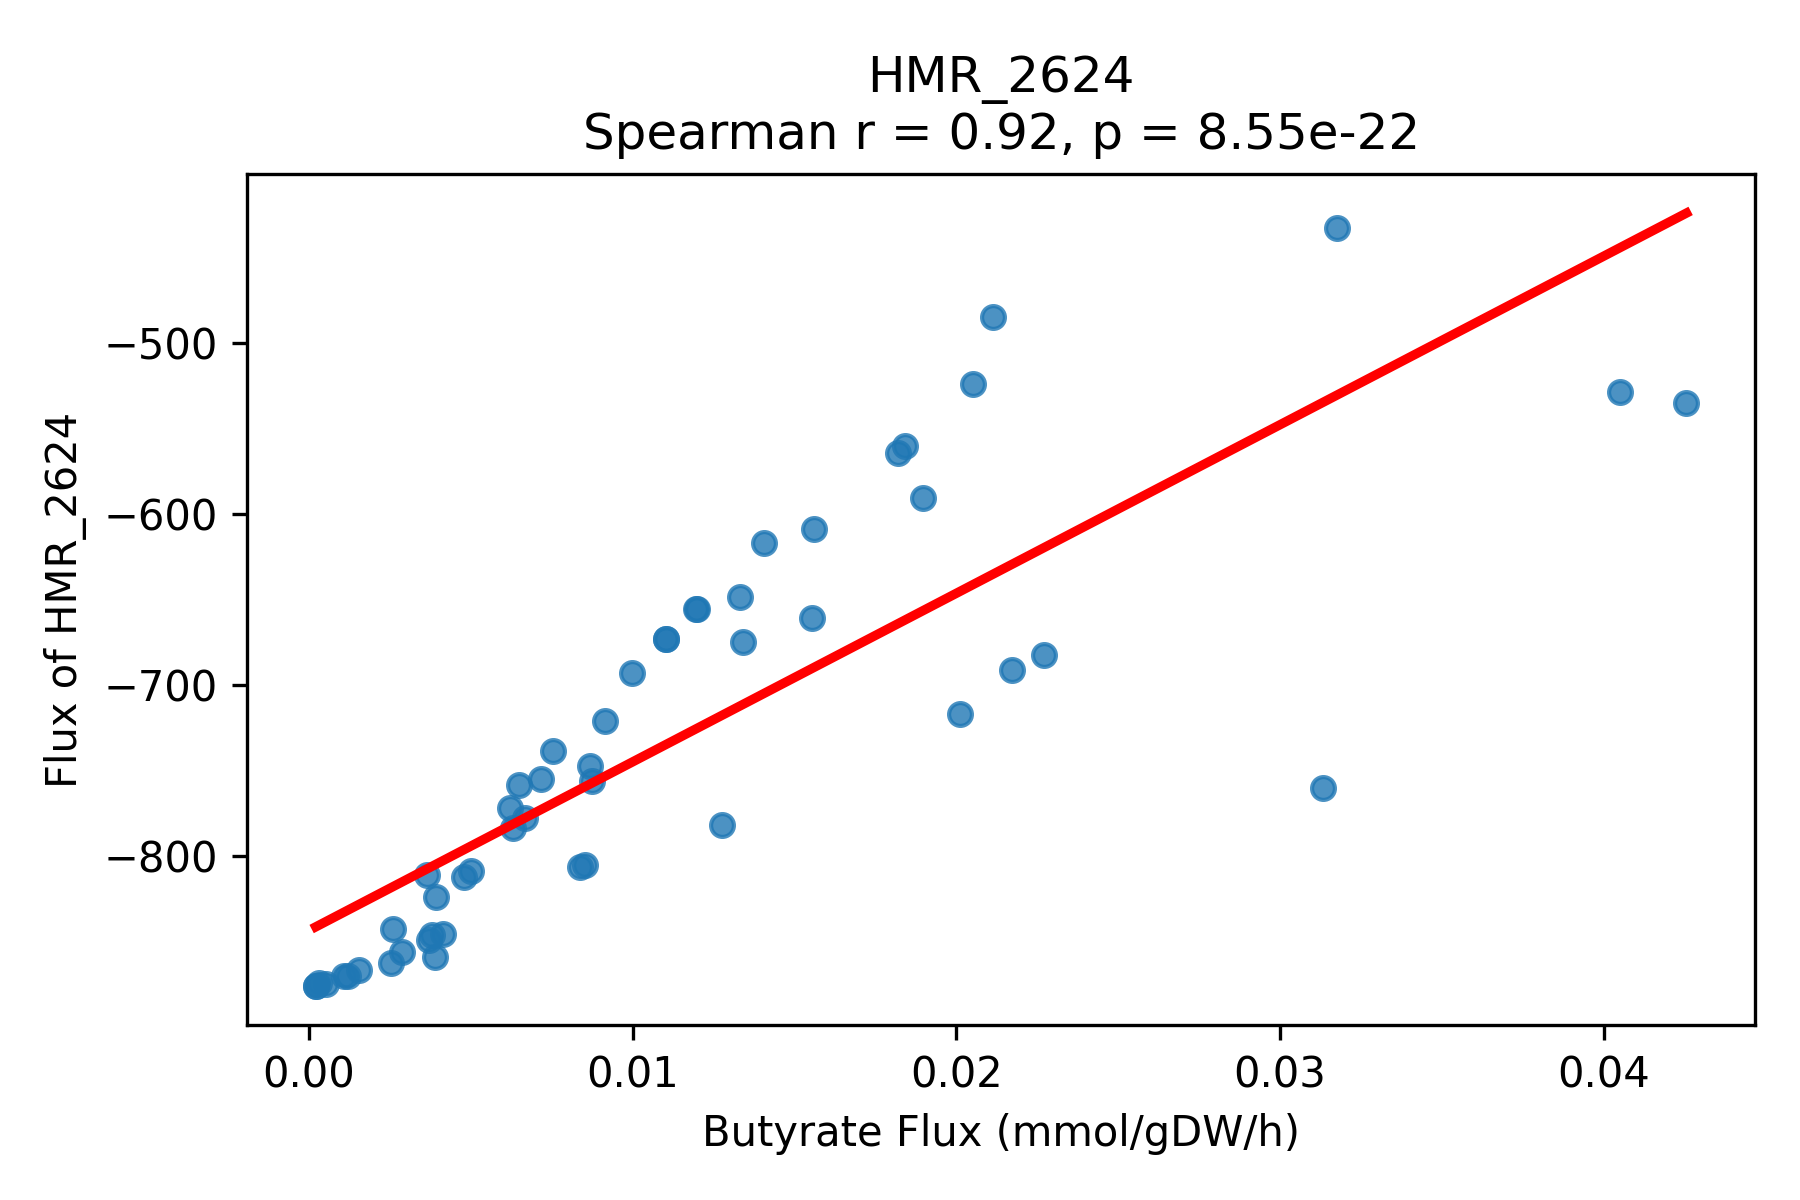 HMR_2624
Spearman r = 0.92, p = 8.55e-22
Flux of HMR_2624
−500
−600
−700
−800
0.00 0.01 0.02 0.03 0.04
Butyrate Flux (mmol/gDW/h)